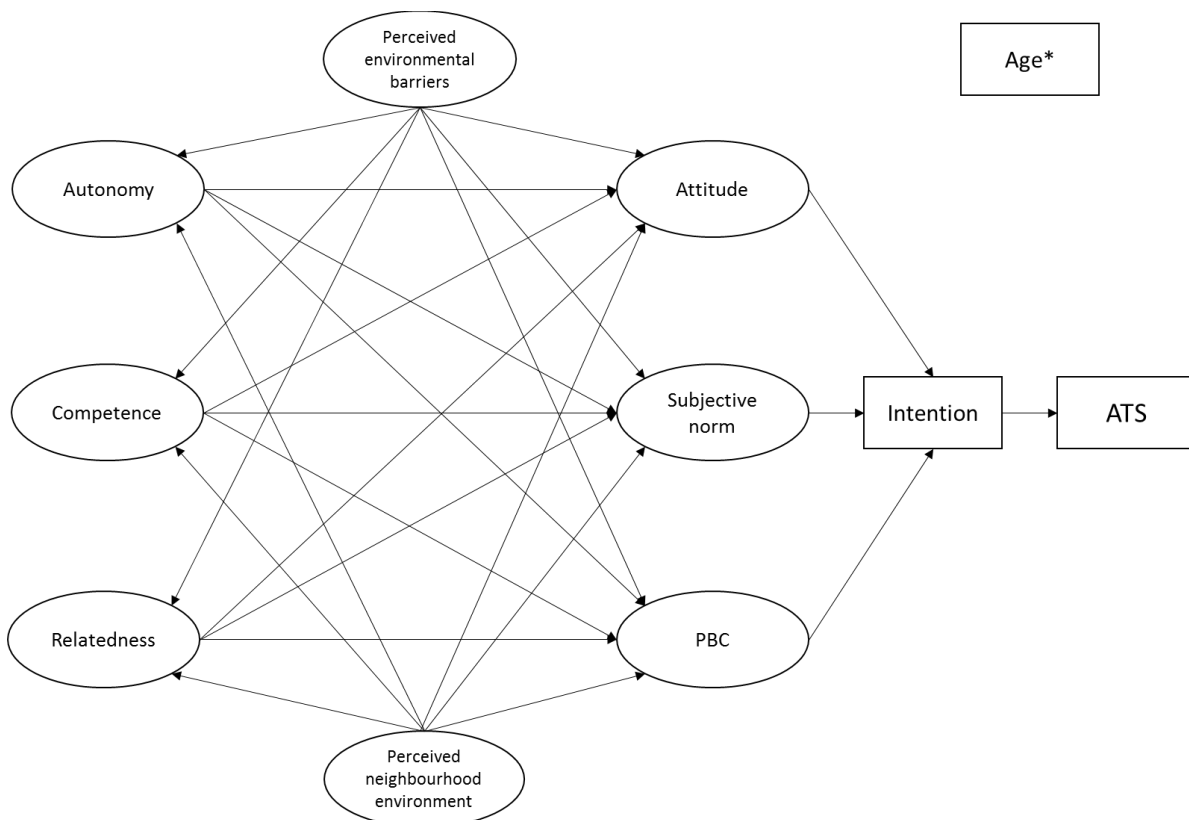 Perceived
environmental
barriers
Age*
Autonomy
Attitude
Competence
Subjective
norm
Intention
ATS
Relatedness
PBC
Perceived
neighbourhood
environment